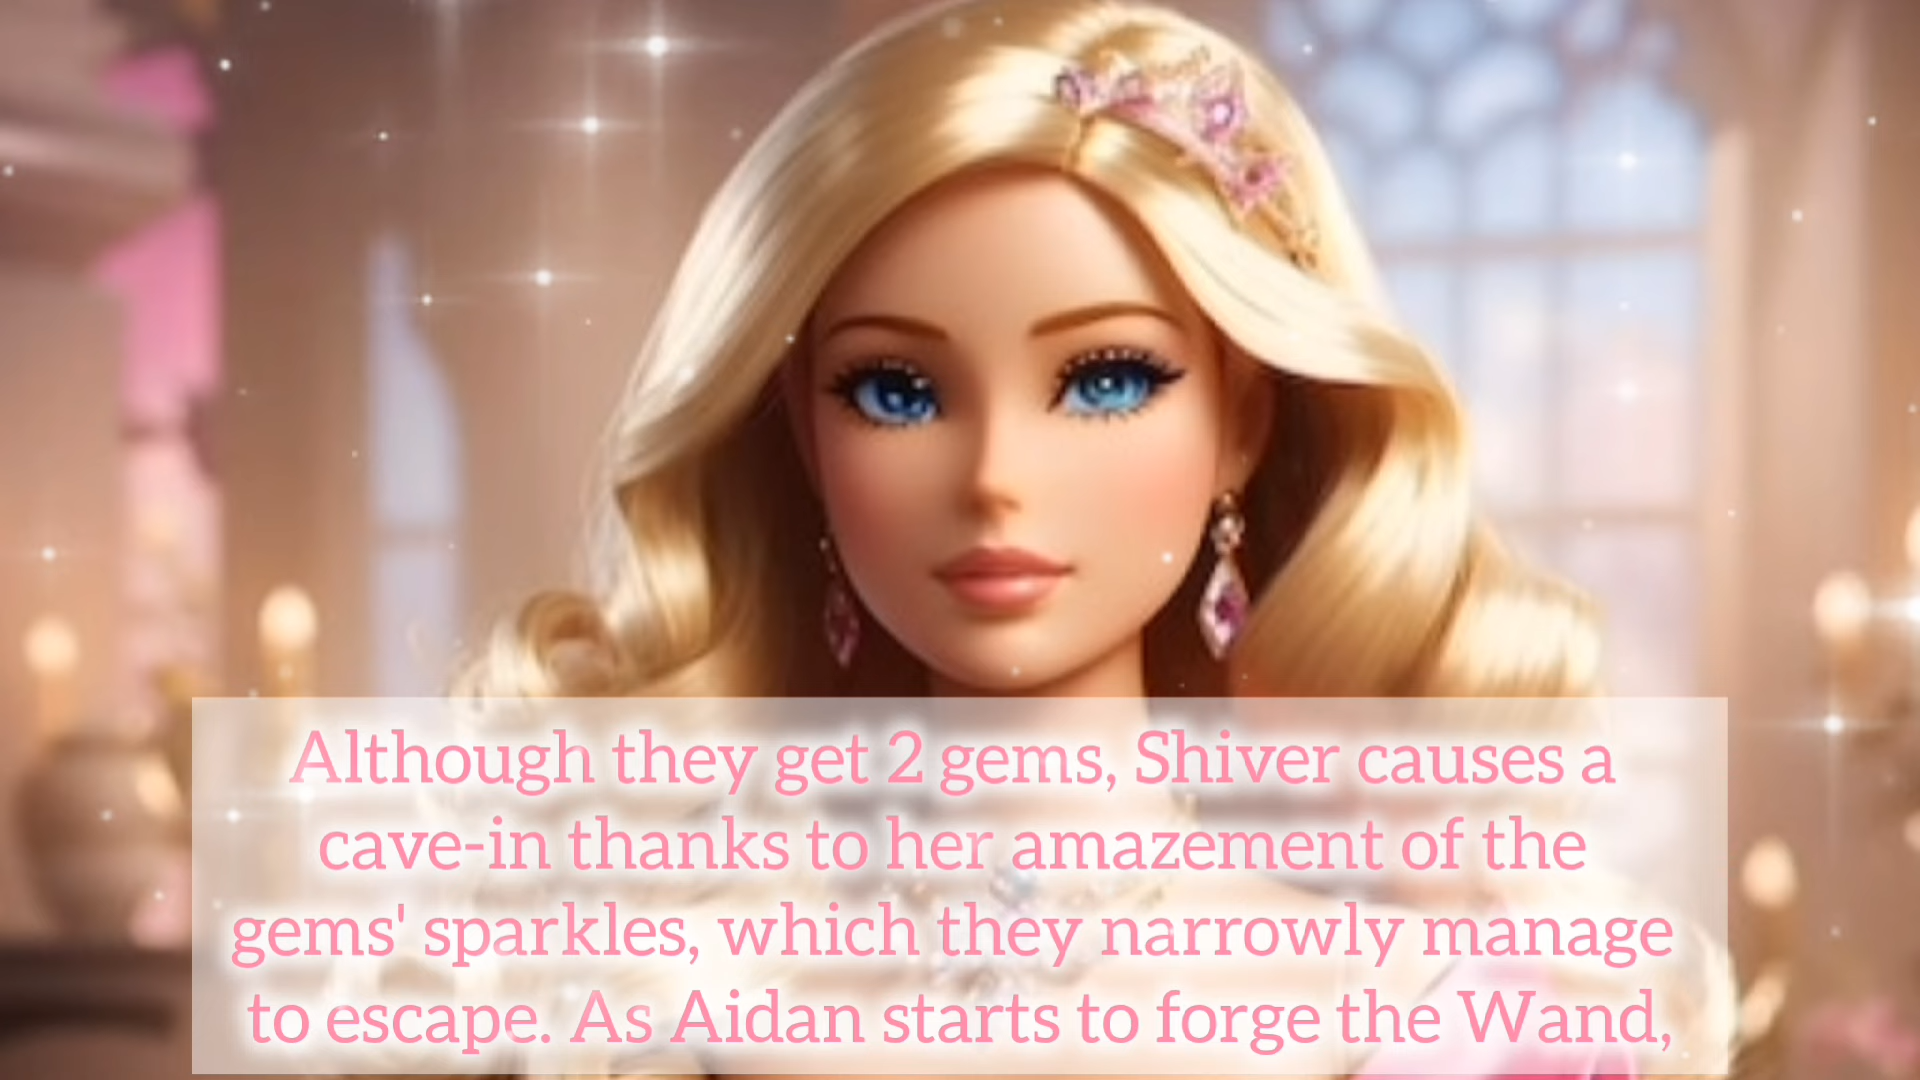 Although they get 2 gems, Shiver causes a
cave-in thanks to her amazement of the
gems' sparkles, which they narrowly manage
to escape. As Aidan starts to forge the Wand,